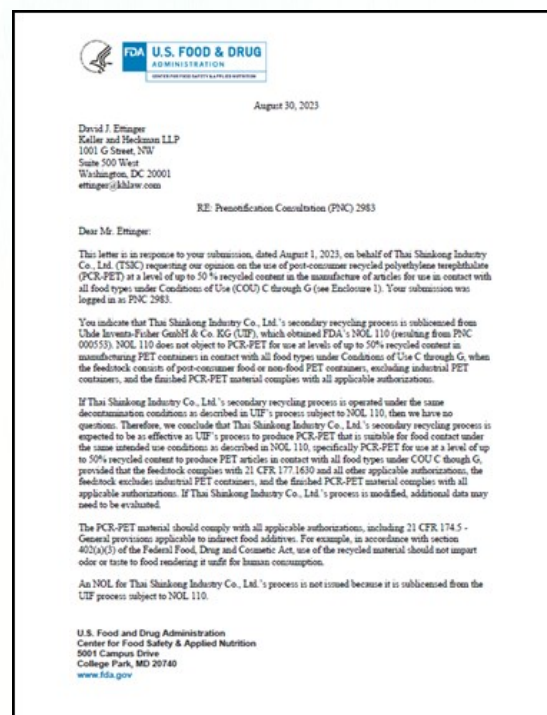 FDA
U.S. FOOD & DRUG
ADMINISTRATION
CENTER FOR FOOD SAFETY & APPLIED NUTRITION
August 30, 2023
David J. Ettinger
Keller and Heckman LLP
1001 G Street, NW
Suite 500 West
Washington, DC 20001
ettinger@khlaw.com
RE: Prenotification Consultation (PNC) 2983
Dear Mr. Ettinger:
This letter is in response to your submission, dated August 1, 2023, on behalf of Thai Shinkong Industry
Co., Ltd. (TSIC) requesting our opinion on the use of post-consumer recycled polyethylene terephthalate
(PCR-PET) at a level of up to 50 % recycled content in the manufacture of articles for use in contact with
all food types under Conditions of Use (COU) C through G (see Enclosure 1). Your submission was
logged in as PNC 2983.
You indicate that Thai Shinkong Industry Co., Ltd.'s secondary recycling process is sublicensed from
Uhde Inventa-Fisher GmbH & Co. KG (UIF), which obtained FDA's NOL 110 (resulting from PNC
000553). NOL 110 does not object to PCR-PET for use at levels of up to 50% recycled content in
manufacturing PET containers in contact with all food types under Conditions of Use C through G, when
the feedstock consists of post-consumer food or non-food PET containers, excluding industrial PET
containers, and the finished PCR-PET material complies with all applicable authorizations.
If Thai Shinkong Industry Co., Ltd.'s secondary recycling process is operated under the same
decontamination conditions as described in UIF's process subject to NOL 110, then we have no
questions. Therefore, we conclude that Thai Shinkong Industry Co., Ltd.'s secondary recycling process is
expected to be as effective as UIF's process to produce PCR-PET that is suitable for food contact under
the same intended use conditions as described in NOL 110, specifically PCR-PET for use at a level of up
to 50% recycled content to produce PET articles in contact with all food types under COU C though G,
provided that the feedstock complies with 21 CFR 177.1630 and all other applicable authorizations, the
feedstock excludes industrial PET containers, and the finished PCR-PET material complies with all
applicable authorizations. If Thai Shinkong Industry Co., Ltd.'s process is modified, additional data may
need to be evaluated.
The PCR-PET material should comply with all applicable authorizations, including 21 CFR 174.5 -
General provisions applicable to indirect food additives. For example, in accordance with section
402(a)(3) of the Federal Food, Drug and Cosmetic Act, use of the recycled material should not impart
odor or taste to food rendering it unfit for human consumption.
An NOL for Thai Shinkong Industry Co., Ltd.'s process is not issued because it is sublicensed from the
UIF process subject to NOL 110.
U.S. Food and Drug Administration
Center for Food Safety & Applied Nutrition
5001 Campus Drive
College Park, MD 20740
www.fda.gov